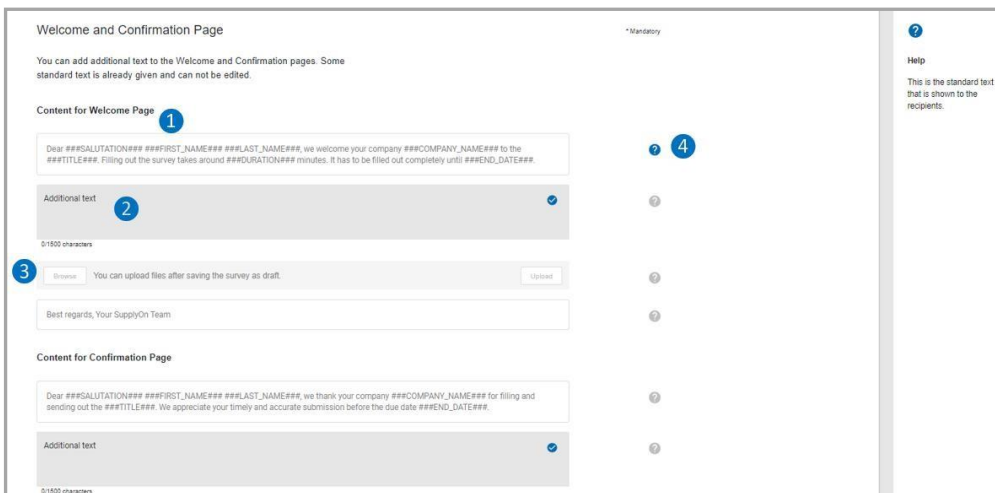 Welcome and Confirmation Page
* Mandatory
You can add additional text to the Welcome and Confirmation pages. Some
standard text is already given and can not be edited.
Content for Welcome Page
1
Dear ###SALUTATION### ###FIRST_NAME### ###LAST_NAME###, we welcome your company ###COMPANY_NAME### to the
###TITLE###. Filling out the survey takes around ###DURATION### minutes. It has to be filled out completely until ###END_DATE###.
? 4
Additional text
2
?
0/1500 characters
3
Browse You can upload files after saving the survey as draft. Upload
?
Best regards, Your SupplyOn Team
?
Content for Confirmation Page
Dear ###SALUTATION### ###FIRST_NAME### ###LAST_NAME###, we thank your company ###COMPANY_NAME### for filling and
sending out the ###TITLE###. We appreciate your timely and accurate submission before the due date ###END_DATE###.
?
Additional text
?
0/1500 characters
?
Help
This is the standard text
that is shown to the
recipients.